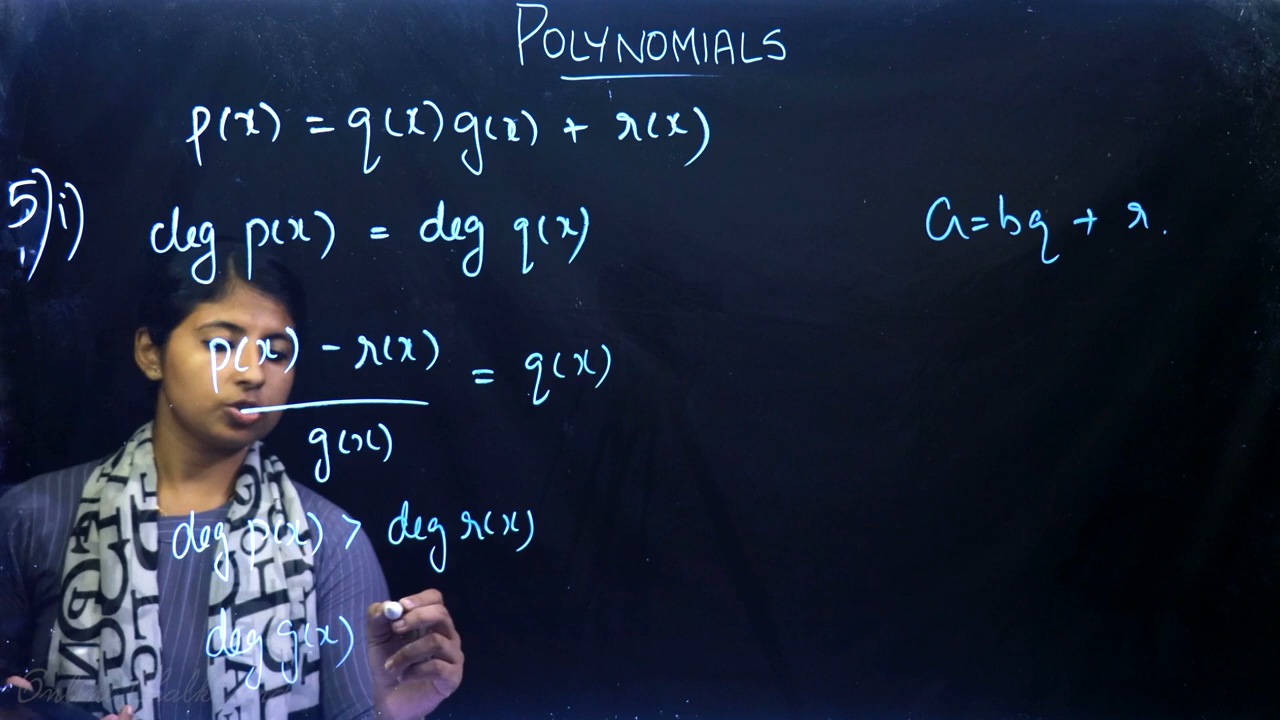 POLYNOMIALS
p(x) = q(x) g(x) + r(x)
5) i) deg p(x) = deg q(x)
a = bq + r.
p(x) - r(x)
= q(x)
g(x)
deg p(x) > deg r(x)
deg g(x)